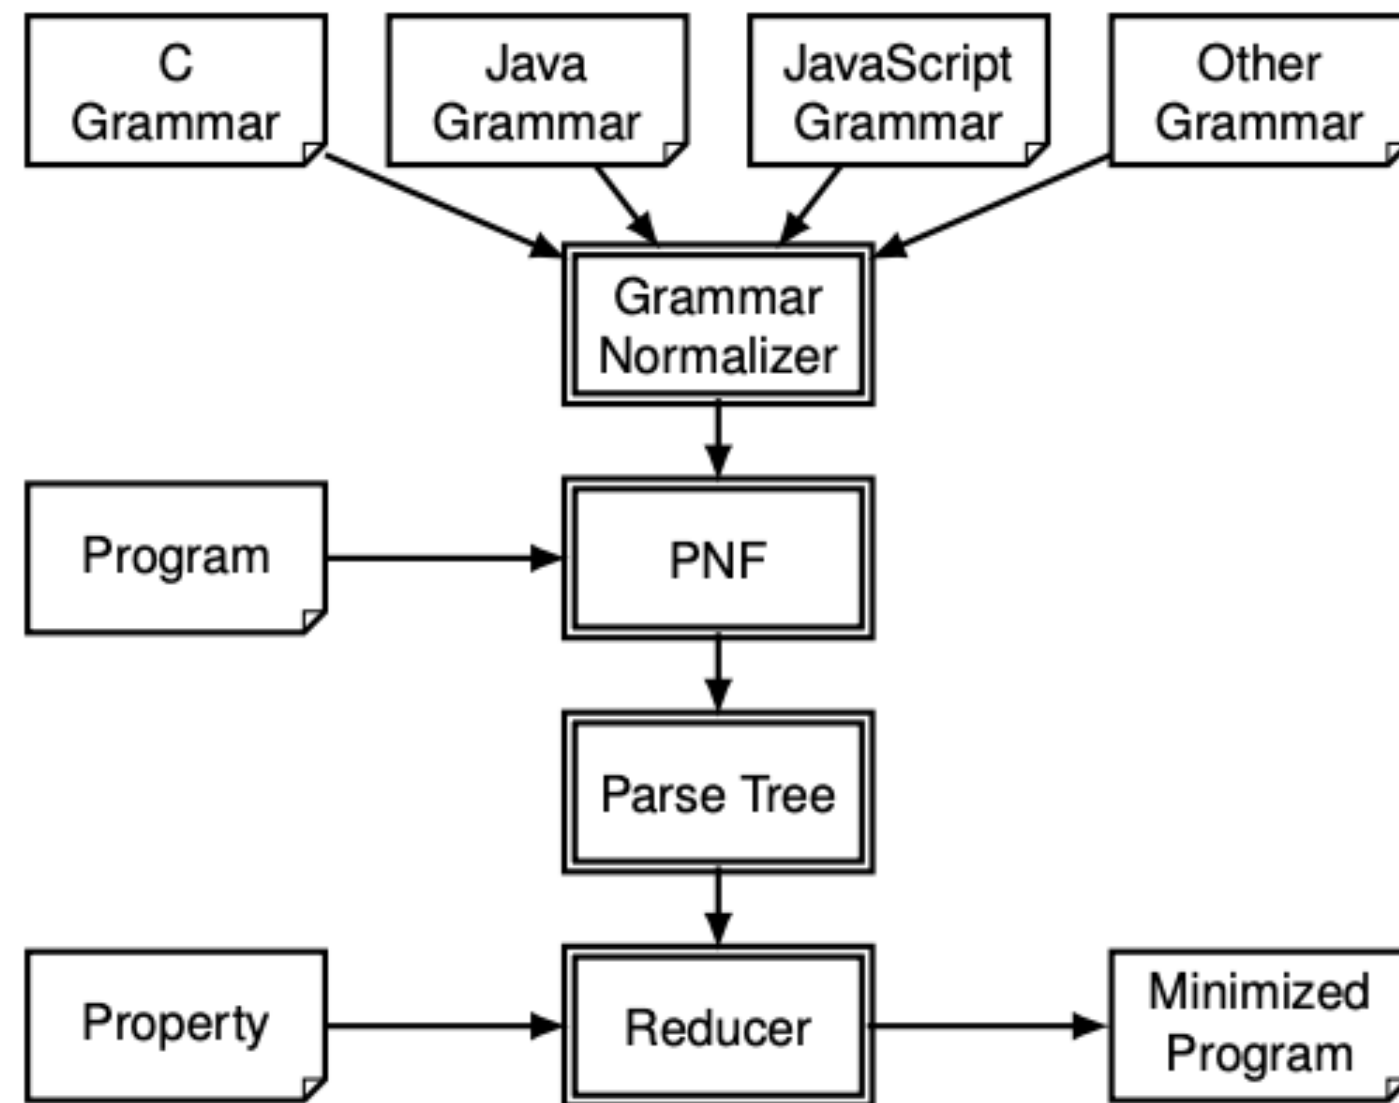 C
Grammar
Java
Grammar
JavaScript
Grammar
Other
Grammar
Grammar
Normalizer
Program
PNF
Parse Tree
Property
Reducer
Minimized
Program